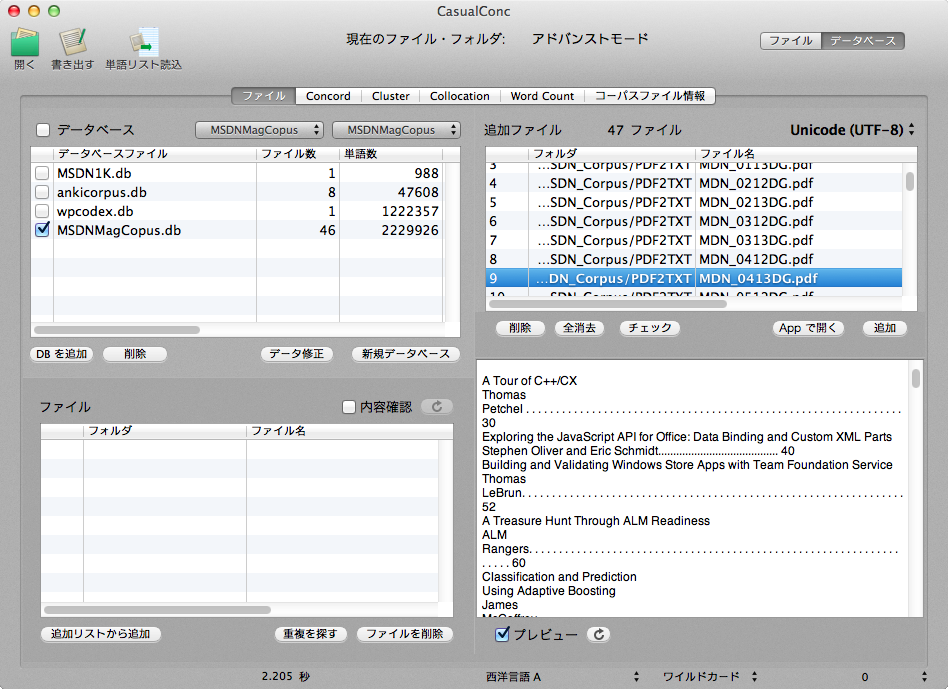 CasualConc
開く
書き出す
単語リスト読込
現在のファイル・フォルダ: アドバンストモード
ファイル データベース
ファイル Concord Cluster Collocation Word Count コーパスファイル情報
データベース MSDNMagCopus MSDNMagCopus
データベースファイル ファイル数 単語数
MSDN1K.db 1 988
ankicorpus.db 8 47608
wpcodex.db 1 1222357
MSDNMagCopus.db 46 2229926
DB を追加 削除 データ修正 新規データベース
追加ファイル 47 ファイル Unicode (UTF-8)
フォルダ ファイル名
3 ...SDN_Corpus/PDF2TXT MDN_0113DG.pdf
4 ...SDN_Corpus/PDF2TXT MDN_0212DG.pdf
5 ...SDN_Corpus/PDF2TXT MDN_0213DG.pdf
6 ...SDN_Corpus/PDF2TXT MDN_0312DG.pdf
7 ...SDN_Corpus/PDF2TXT MDN_0313DG.pdf
8 ...SDN_Corpus/PDF2TXT MDN_0412DG.pdf
9 ...DN_Corpus/PDF2TXT MDN_0413DG.pdf
10 ...SDN_Corpus/PDF2TXT MDN_0512DG.pdf
削除 全消去 チェック App で開く 追加
ファイル 内容確認
フォルダ ファイル名
追加リストから追加 重複を探す ファイルを削除
A Tour of C++/CX
Thomas
Petchel . . . . . . . . . . . . . . . . . . . . . . . . . . . . . . . . . . . . . . . . . . . . . . . . . . . . . . . . . . . . .
30
Exploring the JavaScript API for Office: Data Binding and Custom XML Parts
Stephen Oliver and Eric Schmidt........................................ 40
Building and Validating Windows Store Apps with Team Foundation Service
Thomas
LeBrun. . . . . . . . . . . . . . . . . . . . . . . . . . . . . . . . . . . . . . . . . . . . . . . . . . . . . . . . . . . . . .
52
A Treasure Hunt Through ALM Readiness
ALM
Rangers. . . . . . . . . . . . . . . . . . . . . . . . . . . . . . . . . . . . . . . . . . . . . . . . . . . . . . . . . . . .
. . . . . 60
Classification and Prediction
Using Adaptive Boosting
James
McCaffrey
プレビュー
2.205 秒 西洋言語 A ワイルドカード 0